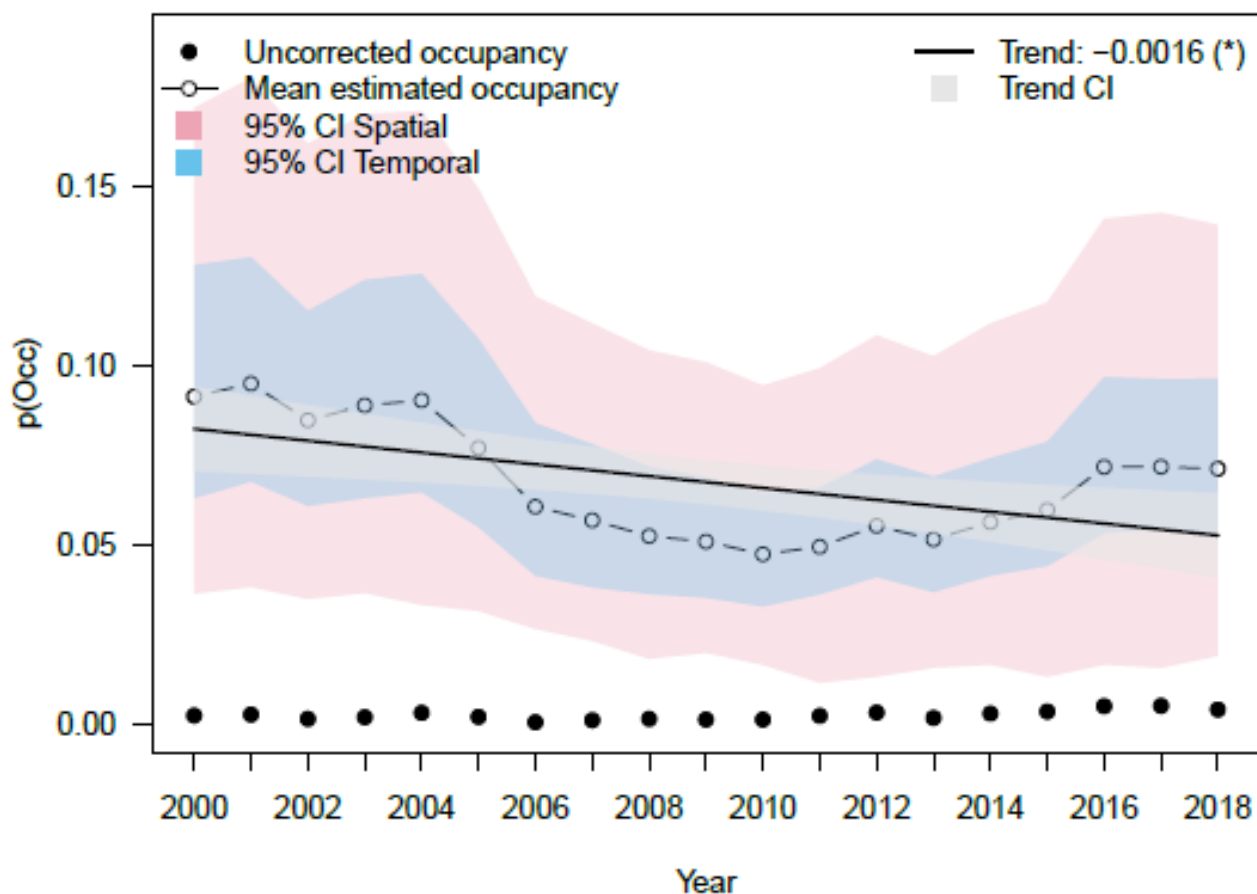 Uncorrected occupancy
Mean estimated occupancy
95% CI Spatial
95% CI Temporal
Trend: −0.0016 (*)
Trend CI
p(Occ)
0.15
0.10
0.05
0.00
2000 2002 2004 2006 2008 2010 2012 2014 2016 2018
Year